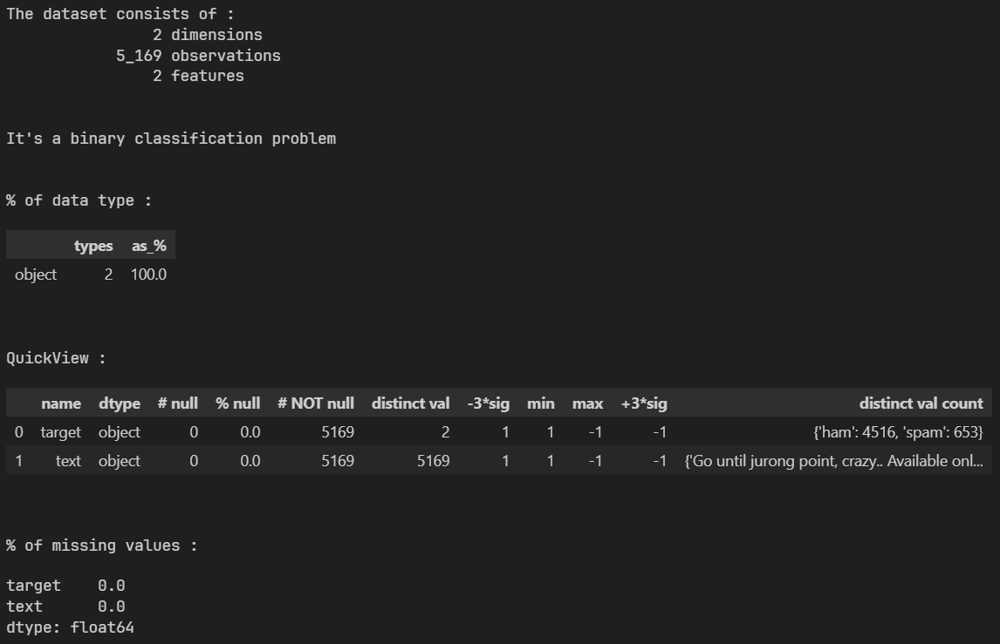 The dataset consists of :
2 dimensions
5_169 observations
2 features
It's a binary classification problem
% of data type :
types as_%
object 2 100.0
QuickView :
name dtype # null % null # NOT null distinct val -3*sig min max +3*sig distinct val count
0 target object 0 0.0 5169 2 1 1 -1 -1 {'ham': 4516, 'spam': 653}
1 text object 0 0.0 5169 5169 1 1 -1 -1 {'Go until jurong point, crazy.. Available onl...
% of missing values :
target 0.0
text 0.0
dtype: float64